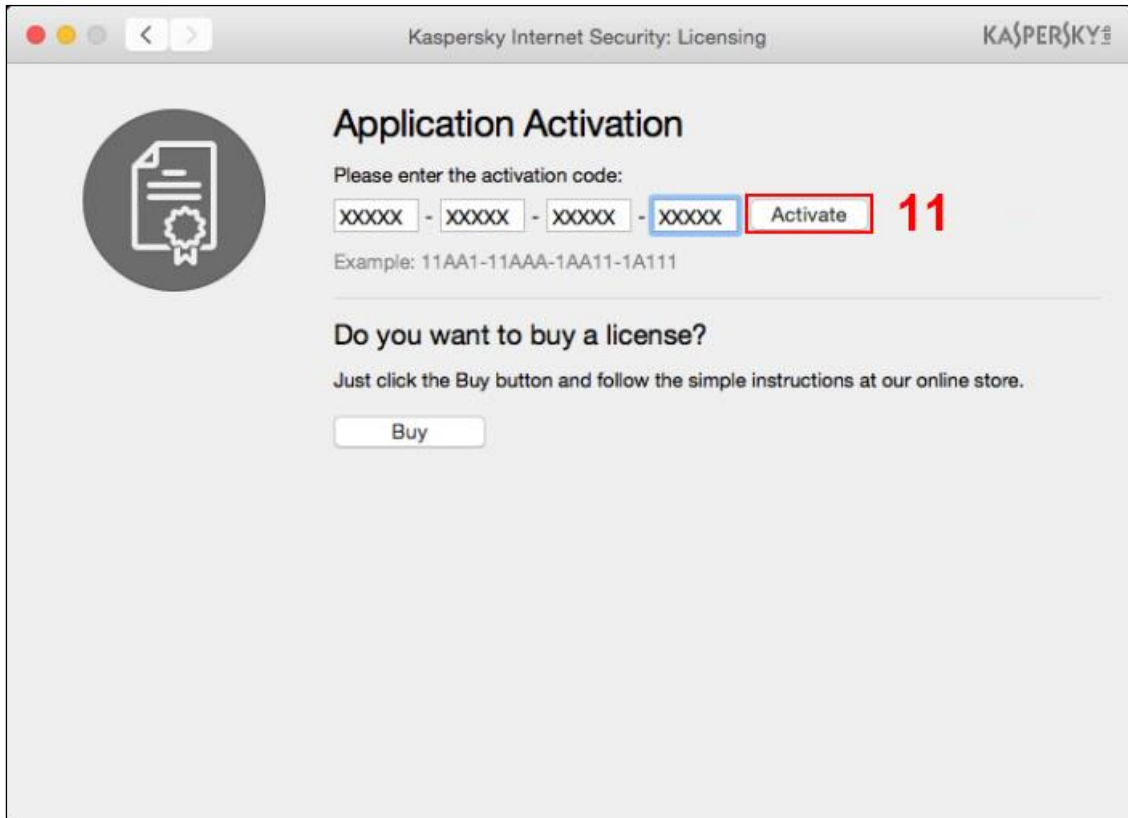 Kaspersky Internet Security: Licensing
KASPERSKY lab
Application Activation
Please enter the activation code:
XXXXX - XXXXX - XXXXX - XXXXX Activate 11
Example: 11AA1-11AAA-1AA11-1A111
Do you want to buy a license?
Just click the Buy button and follow the simple instructions at our online store.
Buy